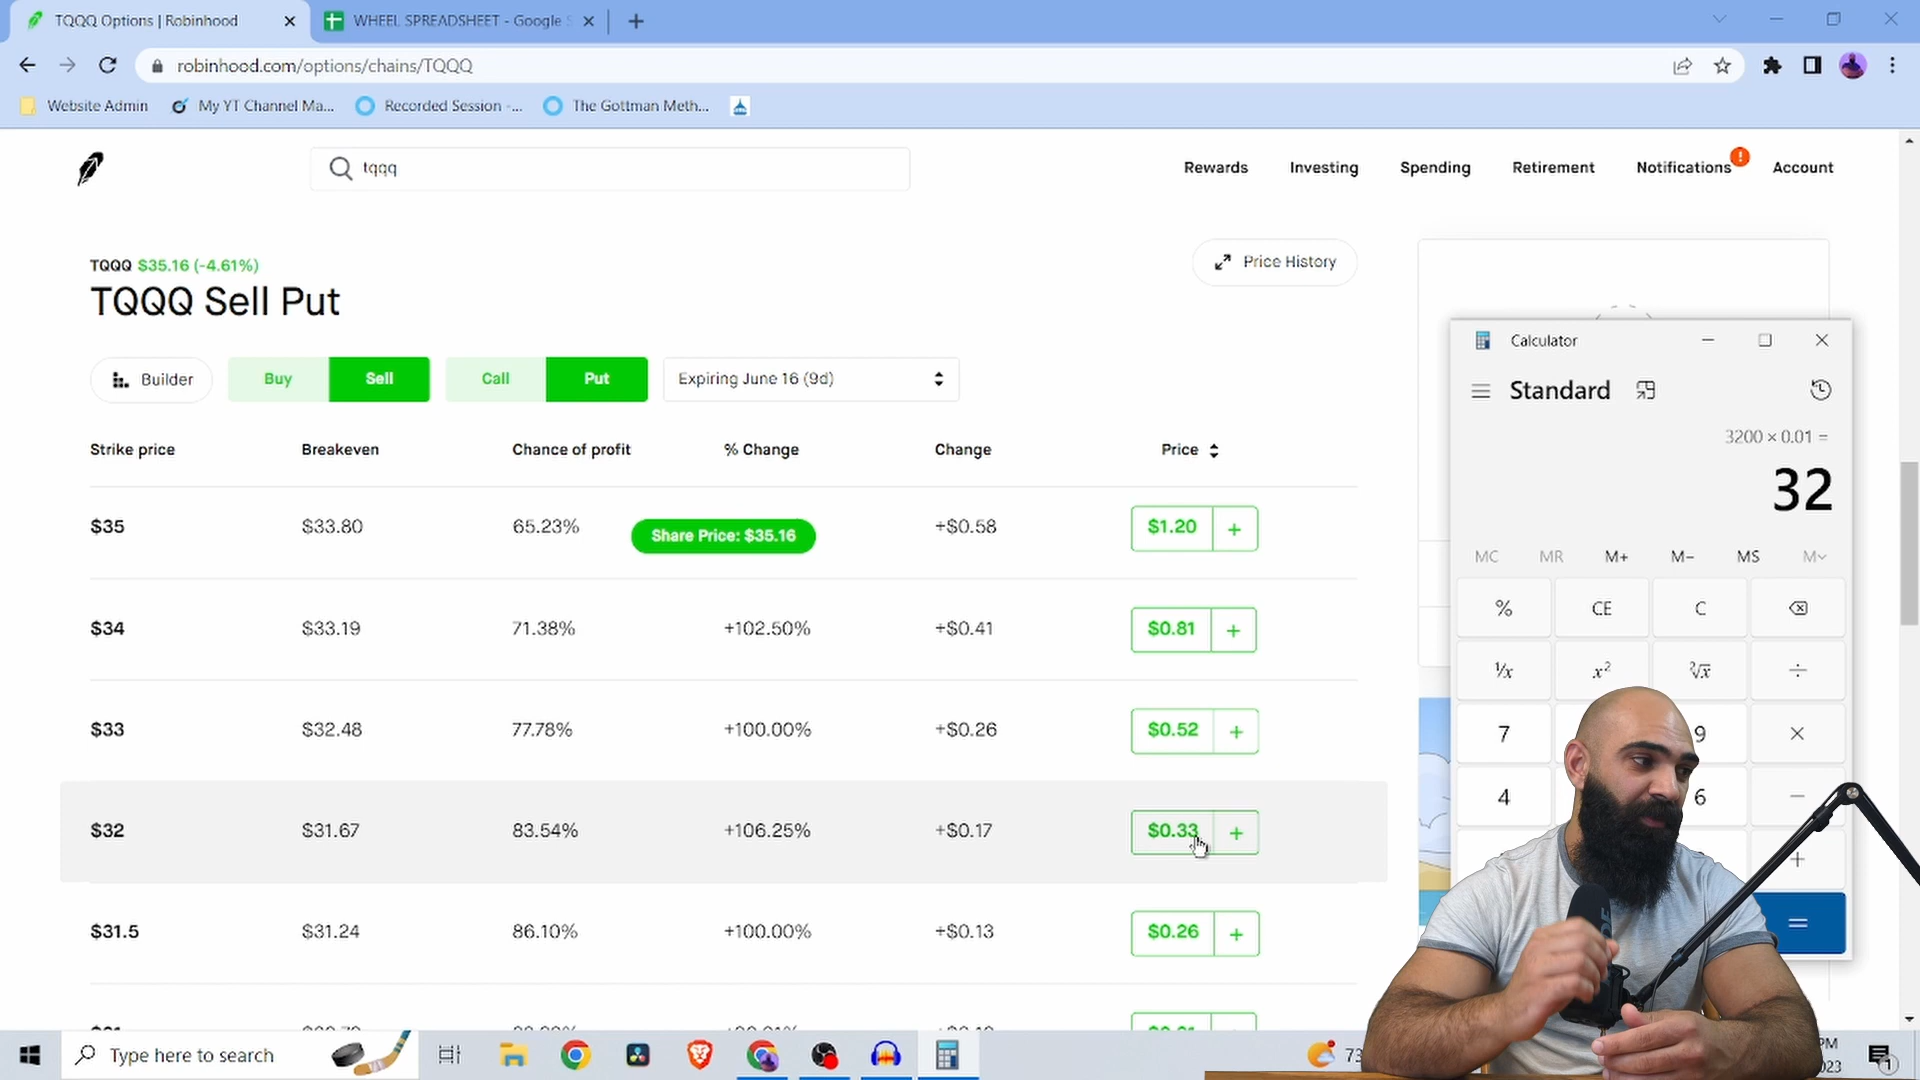 TQQQ Options | Robinhood
WHEEL SPREADSHEET - Google
robinhood.com/options/chains/TQQQ
Website Admin
My YT Channel Ma...
Recorded Session -...
The Gottman Meth...
tqqq
Rewards
Investing
Spending
Retirement
Notifications
Account
TQQQ $35.16 (-4.61%)
TQQQ Sell Put
Price History
Builder
Buy
Sell
Call
Put
Expiring June 16 (9d)
Strike price
Breakeven
Chance of profit
% Change
Change
Price
$35
$33.80
65.23%
Share Price: $35.16
+$0.58
$1.20
+
$34
$33.19
71.38%
+102.50%
+$0.41
$0.81
+
$33
$32.48
77.78%
+100.00%
+$0.26
$0.52
+
$32
$31.67
83.54%
+106.25%
+$0.17
$0.33
+
$31.5
$31.24
86.10%
+100.00%
+$0.13
$0.26
+
Calculator
Standard
3200 × 0.01 =
32
MC
MR
M+
M−
MS
M
%
CE
C
¹/x
x²
²√x
÷
7
9
×
4
6
−
+
=
Type here to search
PM
1